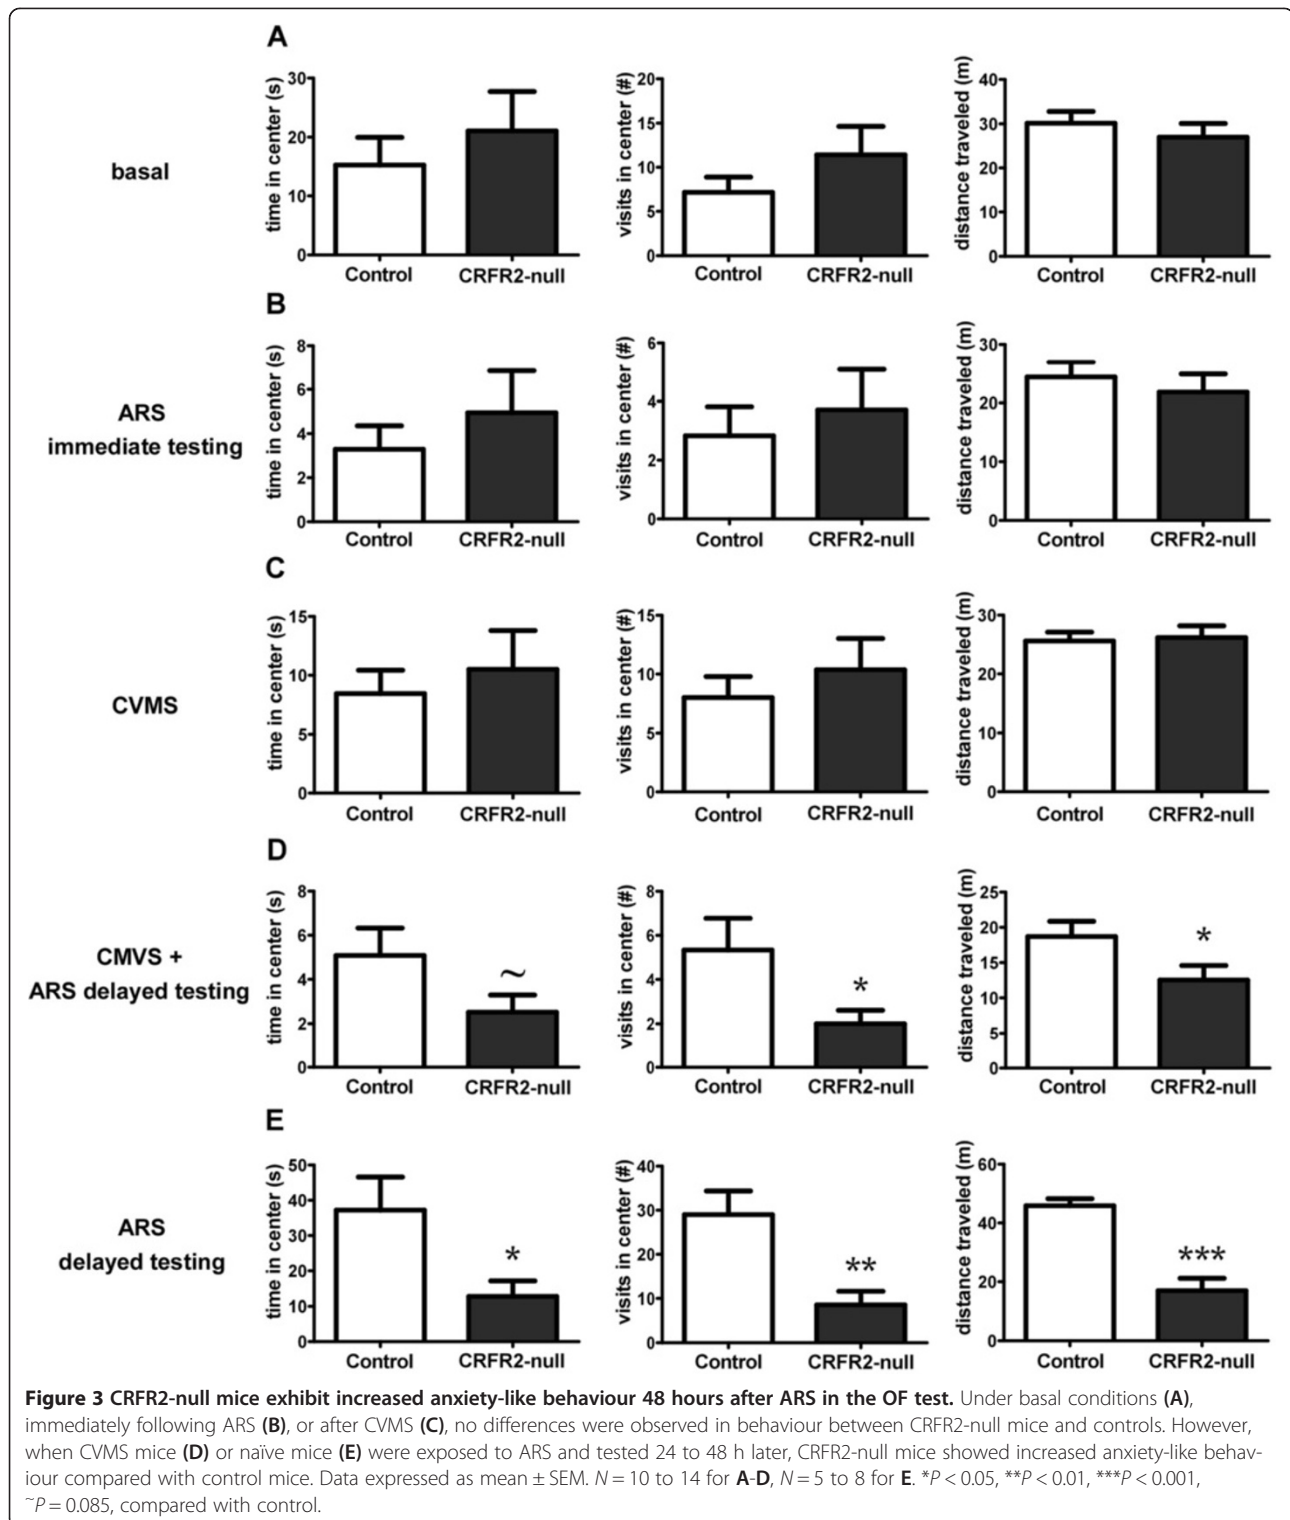 A
basal
time in center (s)
30
20
10
0
Control
CRFR2-null
visits in center (#)
20
15
10
5
0
Control
CRFR2-null
distance traveled (m)
40
30
20
10
0
Control
CRFR2-null
B
ARS
immediate testing
time in center (s)
8
6
4
2
0
Control
CRFR2-null
visits in center (#)
6
4
2
0
Control
CRFR2-null
distance traveled (m)
30
20
10
0
Control
CRFR2-null
C
CVMS
time in center (s)
15
10
5
0
Control
CRFR2-null
visits in center (#)
15
10
5
0
Control
CRFR2-null
distance traveled (m)
30
20
10
0
Control
CRFR2-null
D
CMVS +
ARS delayed testing
time in center (s)
8
6
4
2
0
~
Control
CRFR2-null
visits in center (#)
8
6
4
2
0
*
Control
CRFR2-null
distance traveled (m)
25
20
15
10
5
0
*
Control
CRFR2-null
E
ARS
delayed testing
time in center (s)
50
40
30
20
10
0
*
Control
CRFR2-null
visits in center (#)
40
30
20
10
0
**
Control
CRFR2-null
distance traveled (m)
60
40
20
0
***
Control
CRFR2-null
Figure 3 CRFR2-null mice exhibit increased anxiety-like behaviour 48 hours after ARS in the OF test. Under basal conditions (A),
immediately following ARS (B), or after CVMS (C), no differences were observed in behaviour between CRFR2-null mice and controls. However,
when CVMS mice (D) or naïve mice (E) were exposed to ARS and tested 24 to 48 h later, CRFR2-null mice showed increased anxiety-like behav-
iour compared with control mice. Data expressed as mean ± SEM. N = 10 to 14 for A-D, N = 5 to 8 for E. *P < 0.05, **P < 0.01, ***P < 0.001,
~P = 0.085, compared with control.